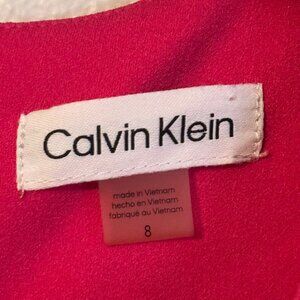 Calvin Klein
made in Vietnam
hecho en Vietnam
fabriqué au Vietnam
8